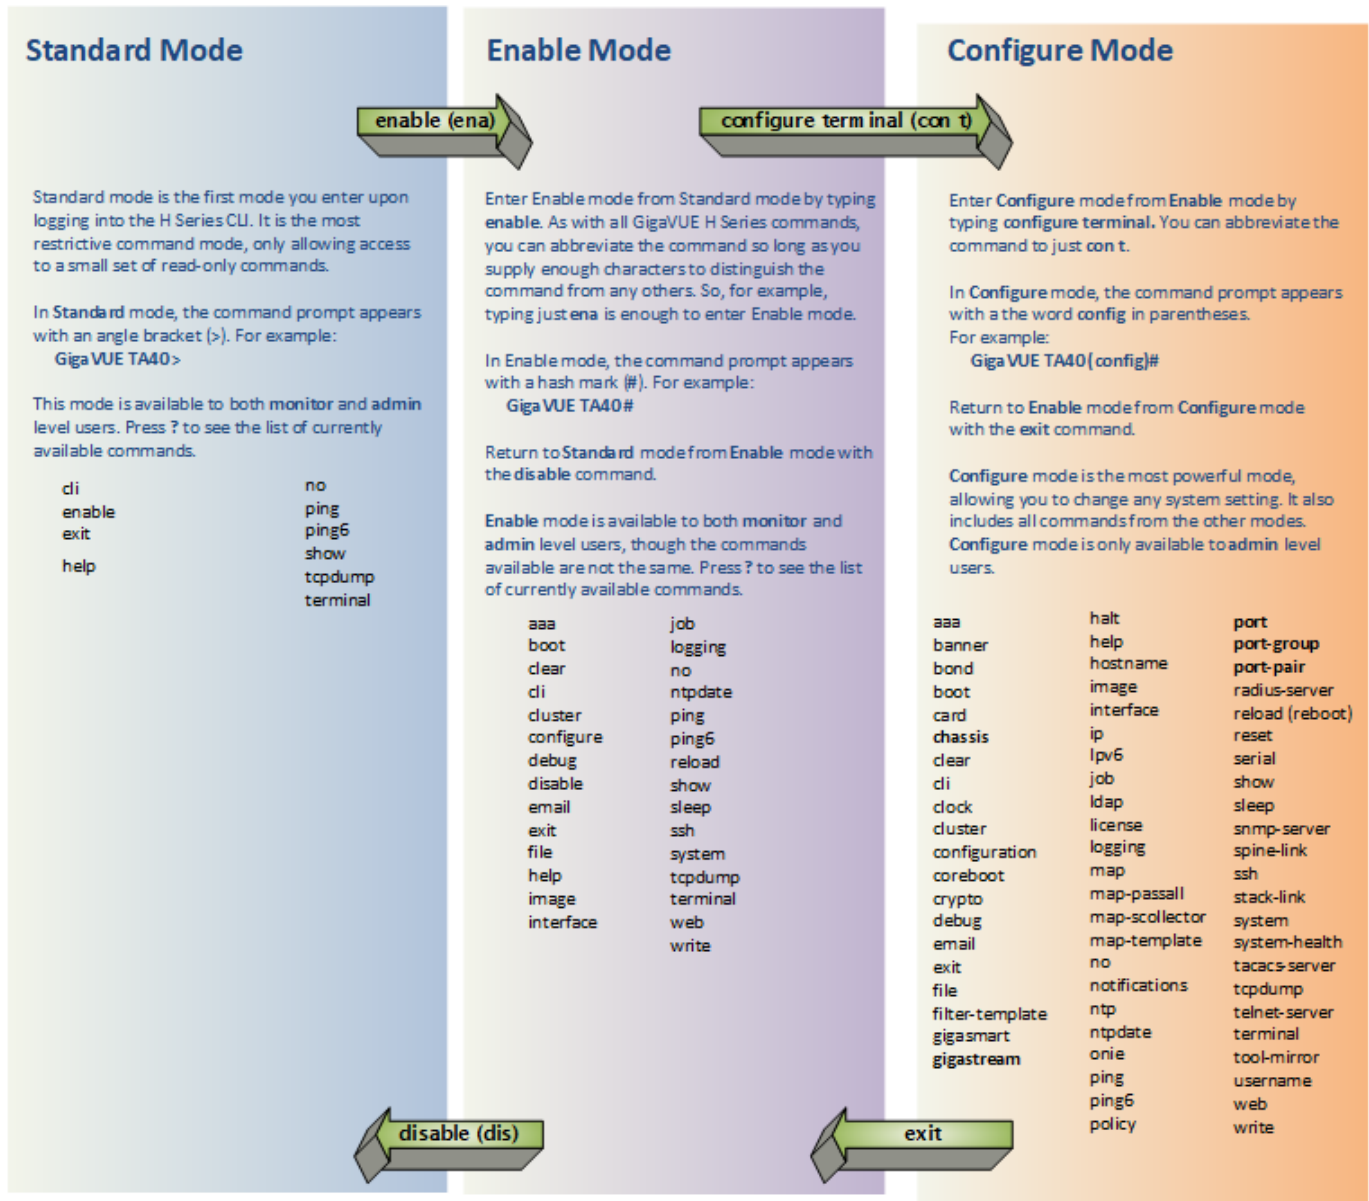 Standard Mode
enable (ena)
Standard mode is the first mode you enter upon
logging into the H Series CLI. It is the most
restrictive command mode, only allowing access
to a small set of read-only commands.
In Standard mode, the command prompt appears
with an angle bracket (>). For example:
GigaVUE TA40>
This mode is available to both monitor and admin
level users. Press ? to see the list of currently
available commands.
cli
enable
exit
help
no
ping
ping6
show
tcpdump
terminal
Enable Mode
configure terminal (con t)
Enter Enable mode from Standard mode by typing
enable. As with all GigaVUE H Series commands,
you can abbreviate the command so long as you
supply enough characters to distinguish the
command from any others. So, for example,
typing just ena is enough to enter Enable mode.
In Enable mode, the command prompt appears
with a hash mark (#). For example:
GigaVUE TA40#
Return to Standard mode from Enable mode with
the disable command.
Enable mode is available to both monitor and
admin level users, though the commands
available are not the same. Press ? to see the list
of currently available commands.
aaa
boot
clear
cli
cluster
configure
debug
disable
email
exit
file
help
image
interface
job
logging
no
ntpdate
ping
ping6
reload
show
sleep
ssh
system
tcpdump
terminal
web
write
disable (dis)
Configure Mode
Enter Configure mode from Enable mode by
typing configure terminal. You can abbreviate the
command to just con t.
In Configure mode, the command prompt appears
with a the word config in parentheses.
For example:
GigaVUE TA40(config)#
Return to Enable mode from Configure mode
with the exit command.
Configure mode is the most powerful mode,
allowing you to change any system setting. It also
includes all commands from the other modes.
Configure mode is only available to admin level
users.
aaa
banner
bond
boot
card
chassis
clear
cli
clock
cluster
configuration
coreboot
crypto
debug
email
exit
file
filter-template
gigasmart
gigastream
halt
help
hostname
image
interface
ip
Ipv6
job
ldap
license
logging
map
map-passall
map-scollector
map-template
no
notifications
ntp
ntpdate
onie
ping
ping6
policy
port
port-group
port-pair
radius-server
reload (reboot)
reset
serial
show
sleep
snmp-server
spine-link
ssh
stack-link
system
system-health
tacacs-server
tcpdump
telnet-server
terminal
tool-mirror
username
web
write
exit